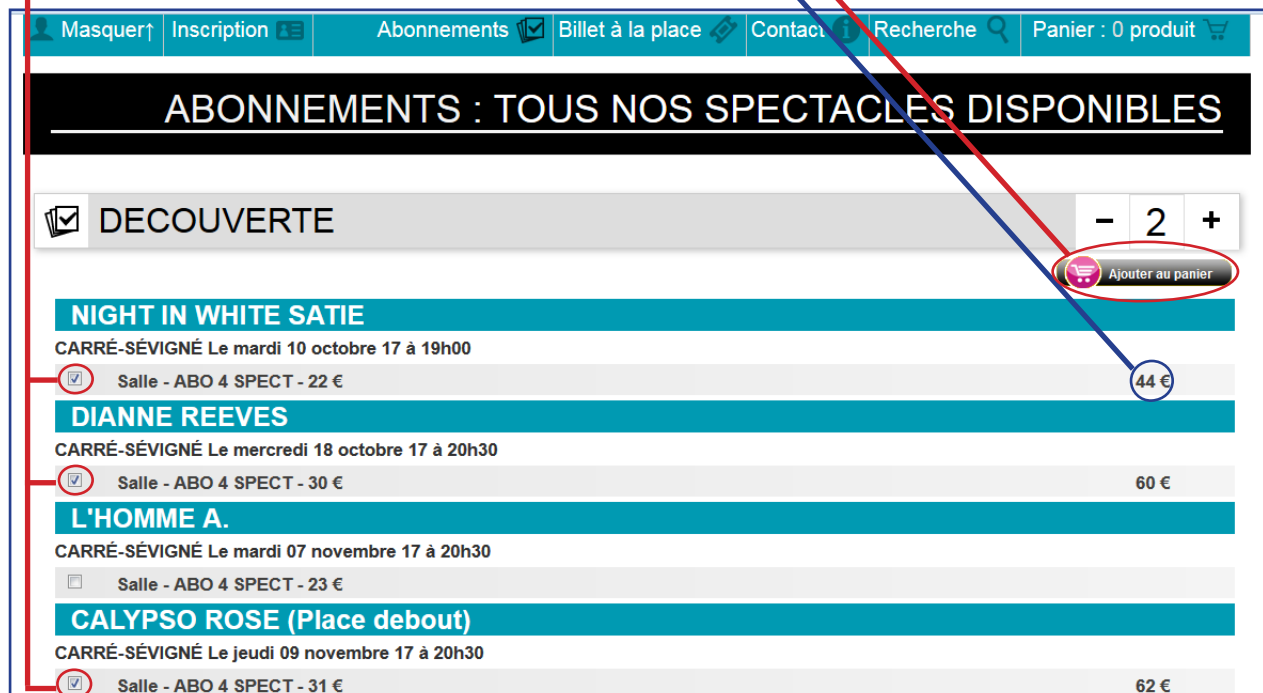 Masquer↑ Inscription Abonnements Billet à la place Contact Recherche Panier : 0 produit
ABONNEMENTS : TOUS NOS SPECTACLES DISPONIBLES
DECOUVERTE - 2 +
Ajouter au panier
NIGHT IN WHITE SATIE
CARRÉ-SÉVIGNÉ Le mardi 10 octobre 17 à 19h00
Salle - ABO 4 SPECT - 22 € 44 €
DIANNE REEVES
CARRÉ-SÉVIGNÉ Le mercredi 18 octobre 17 à 20h30
Salle - ABO 4 SPECT - 30 € 60 €
L'HOMME A.
CARRÉ-SÉVIGNÉ Le mardi 07 novembre 17 à 20h30
Salle - ABO 4 SPECT - 23 €
CALYPSO ROSE (Place debout)
CARRÉ-SÉVIGNÉ Le jeudi 09 novembre 17 à 20h30
Salle - ABO 4 SPECT - 31 € 62 €